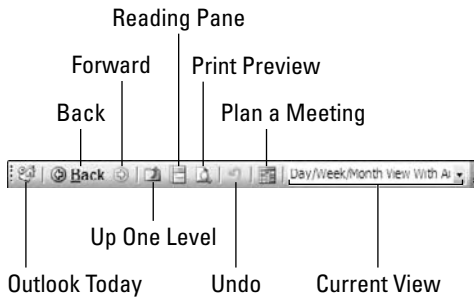 Reading Pane
Forward
Print Preview
Back
Plan a Meeting
Back
Day/Week/Month View With
Up One Level
Outlook Today
Undo
Current View